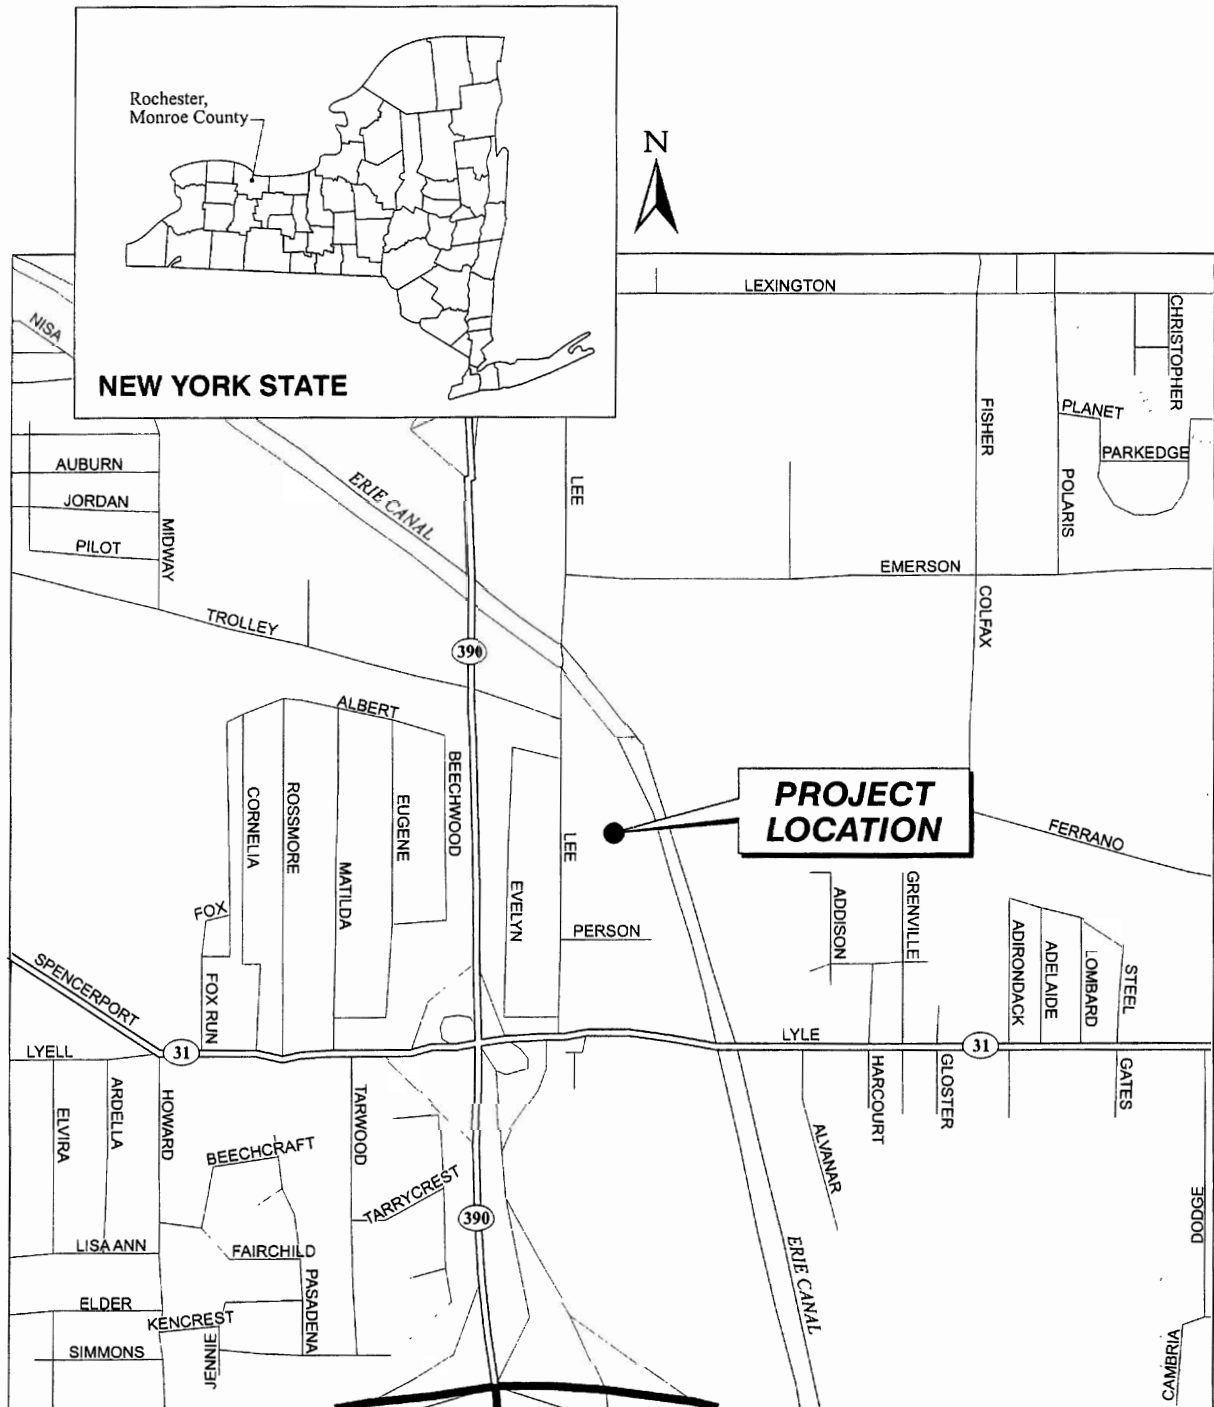 Rochester,
Monroe County
NEW YORK STATE
N
LEXINGTON
NISA
CHRISTOPHER
FISHER
PLANET
PARKEDGE
POLARIS
AUBURN
JORDAN
PILOT
MIDWAY
ERIE CANAL
LEE
EMERSON
COLFAX
TROLLEY
390
ALBERT
BEECHWOOD
CORNELIA
ROSSMORE
EUGENE
MATILDA
LEE
EVELYN
PROJECT
LOCATION
FERRANO
FOX
PERSON
ADDISON
GRENVILLE
ADIRONDACK
ADELAIDE
LOMBARD
STEEL
SPENCERPORT
FOX RUN
LYELL
31
LYLE
31
ELVIRA
ARDELLA
HOWARD
TARWOOD
HARCOURT
GLOSTER
GATES
BEECHCRAFT
ALVANAR
TARRYCREST
390
DODGE
LISA ANN
FAIRCHILD
PASADENA
ERIE CANAL
ELDER
KENCREST
JENNIE
SIMMONS
CAMBRIA